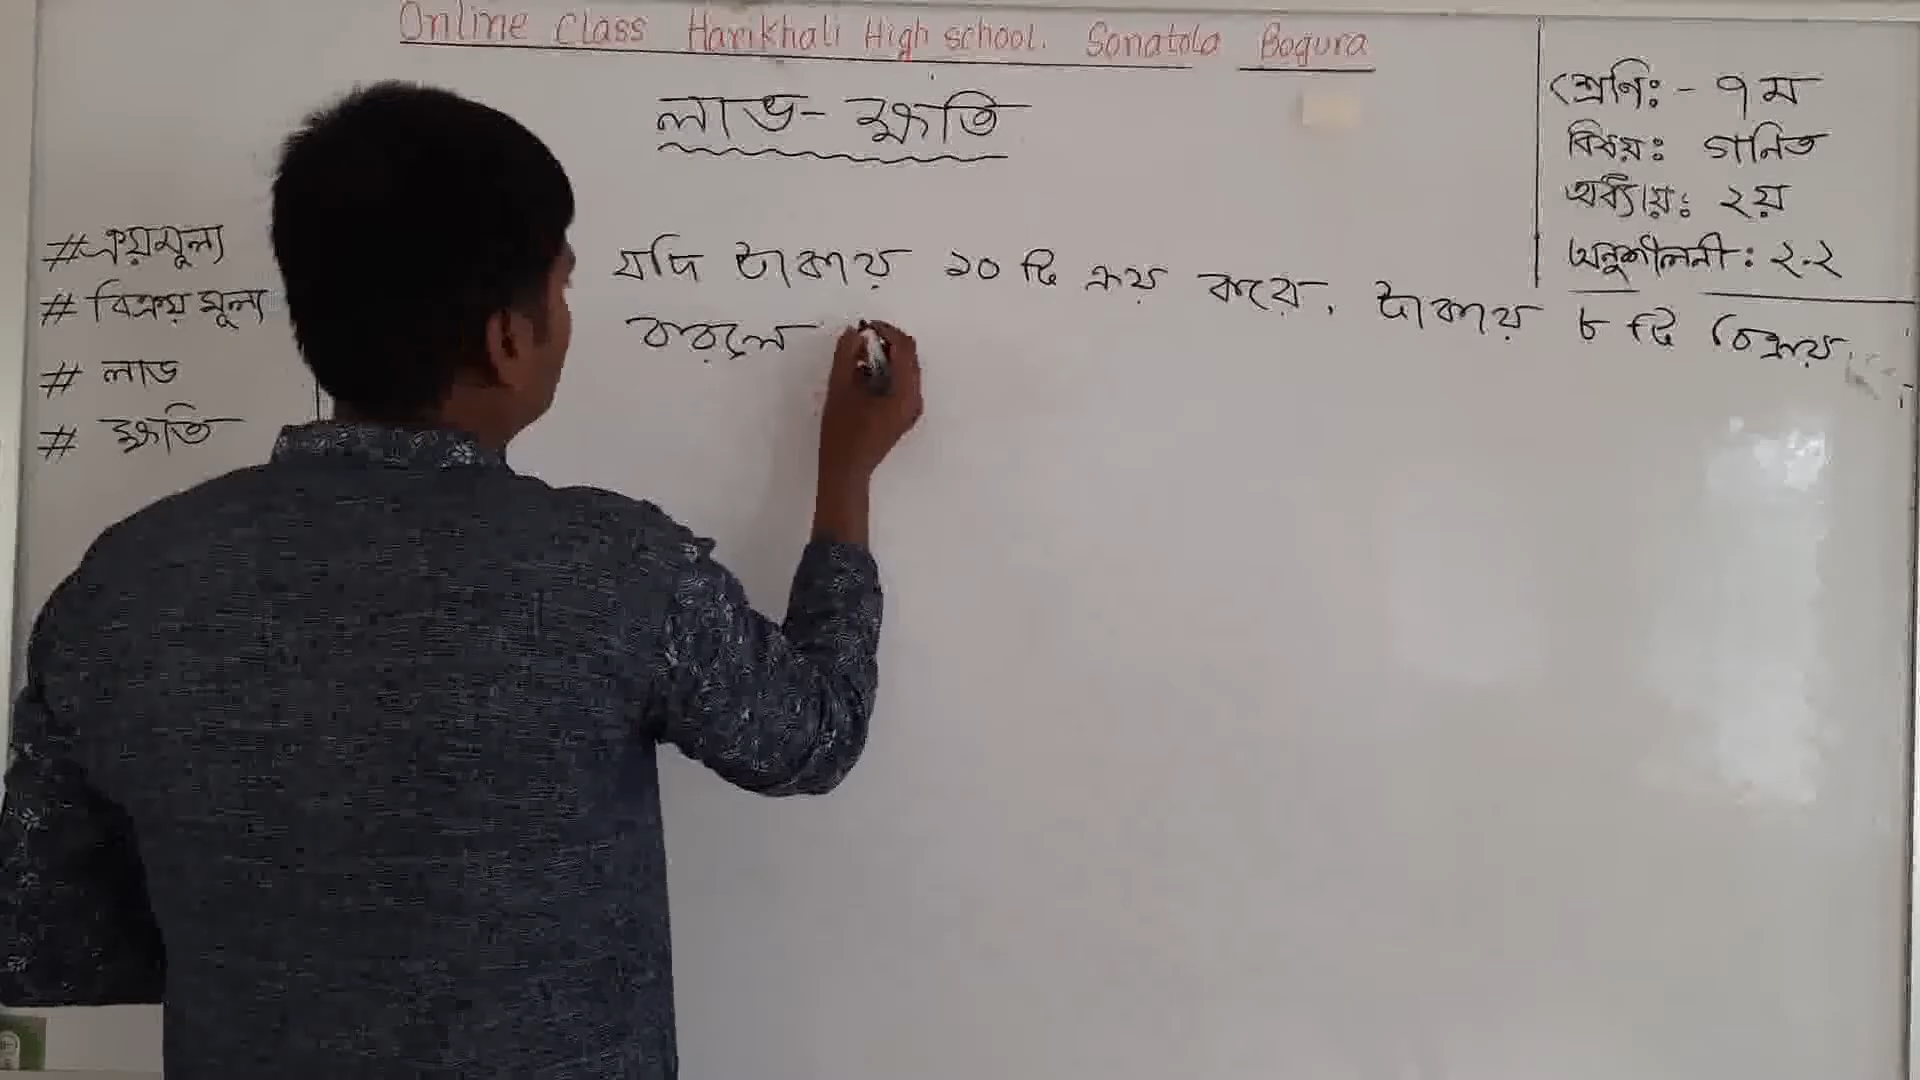 Online Class Harikhali High school. Sonatola Bogura
লাভ - ক্ষতি
শ্রেণিঃ - ৭ম
বিষয়ঃ গনিত
অধ্যায়ঃ ২য়
অনুশীলনী : ২.২
#ক্রয়মূল্য
# বিক্রয় মূল্য
# লাভ
# ক্ষতি
যদি টাকায় ১০ টি ক্রয় করে, টাকায় ৮ টি বিক্রয়
করলে